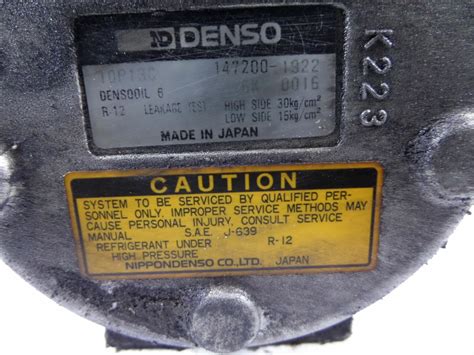 ND DENSO
10P13C 147200-1322
DENSOOIL 6 6K 0016
R-12 LEAKAGE TEST HIGH SIDE 30kg/cm²
LOW SIDE 15kg/cm²
MADE IN JAPAN
K223
CAUTION
SYSTEM TO BE SERVICED BY QUALIFIED PER-
SONNEL ONLY. IMPROPER SERVICE METHODS MAY
CAUSE PERSONAL INJURY. CONSULT SERVICE
MANUAL S.A.E. J-639
REFRIGERANT UNDER R-12
HIGH PRESSURE
NIPPONDENSO CO., LTD. JAPAN